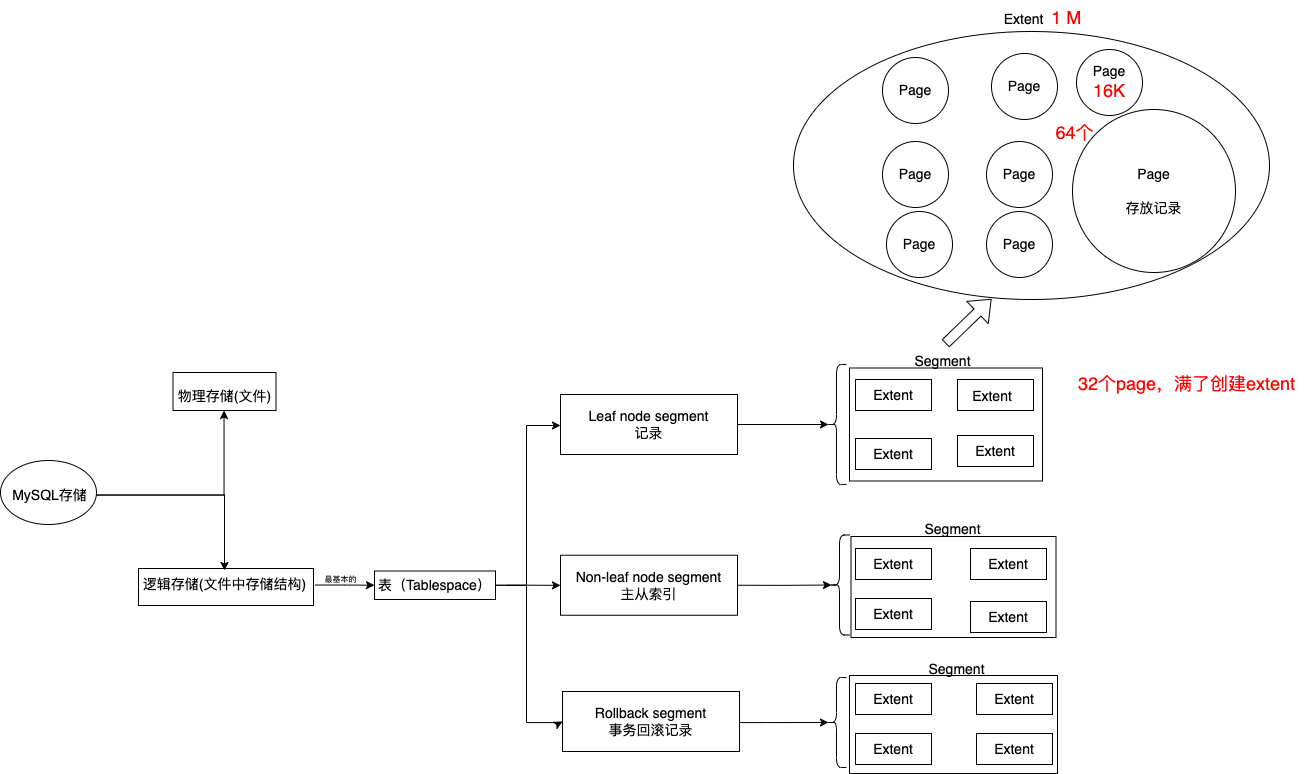 Extent 1 M
Page
Page
Page
16K
64个
Page
Page
Page
存放记录
Page
Page
Segment
Extent
Extent
Extent
Extent
32个page，满了创建extent
物理存储(文件)
Leaf node segment
记录
MySQL存储
逻辑存储(文件中存储结构)
最基本的
表（Tablespace）
Segment
Non-leaf node segment
主从索引
Extent
Extent
Extent
Extent
Segment
Rollback segment
事务回滚记录
Extent
Extent
Extent
Extent